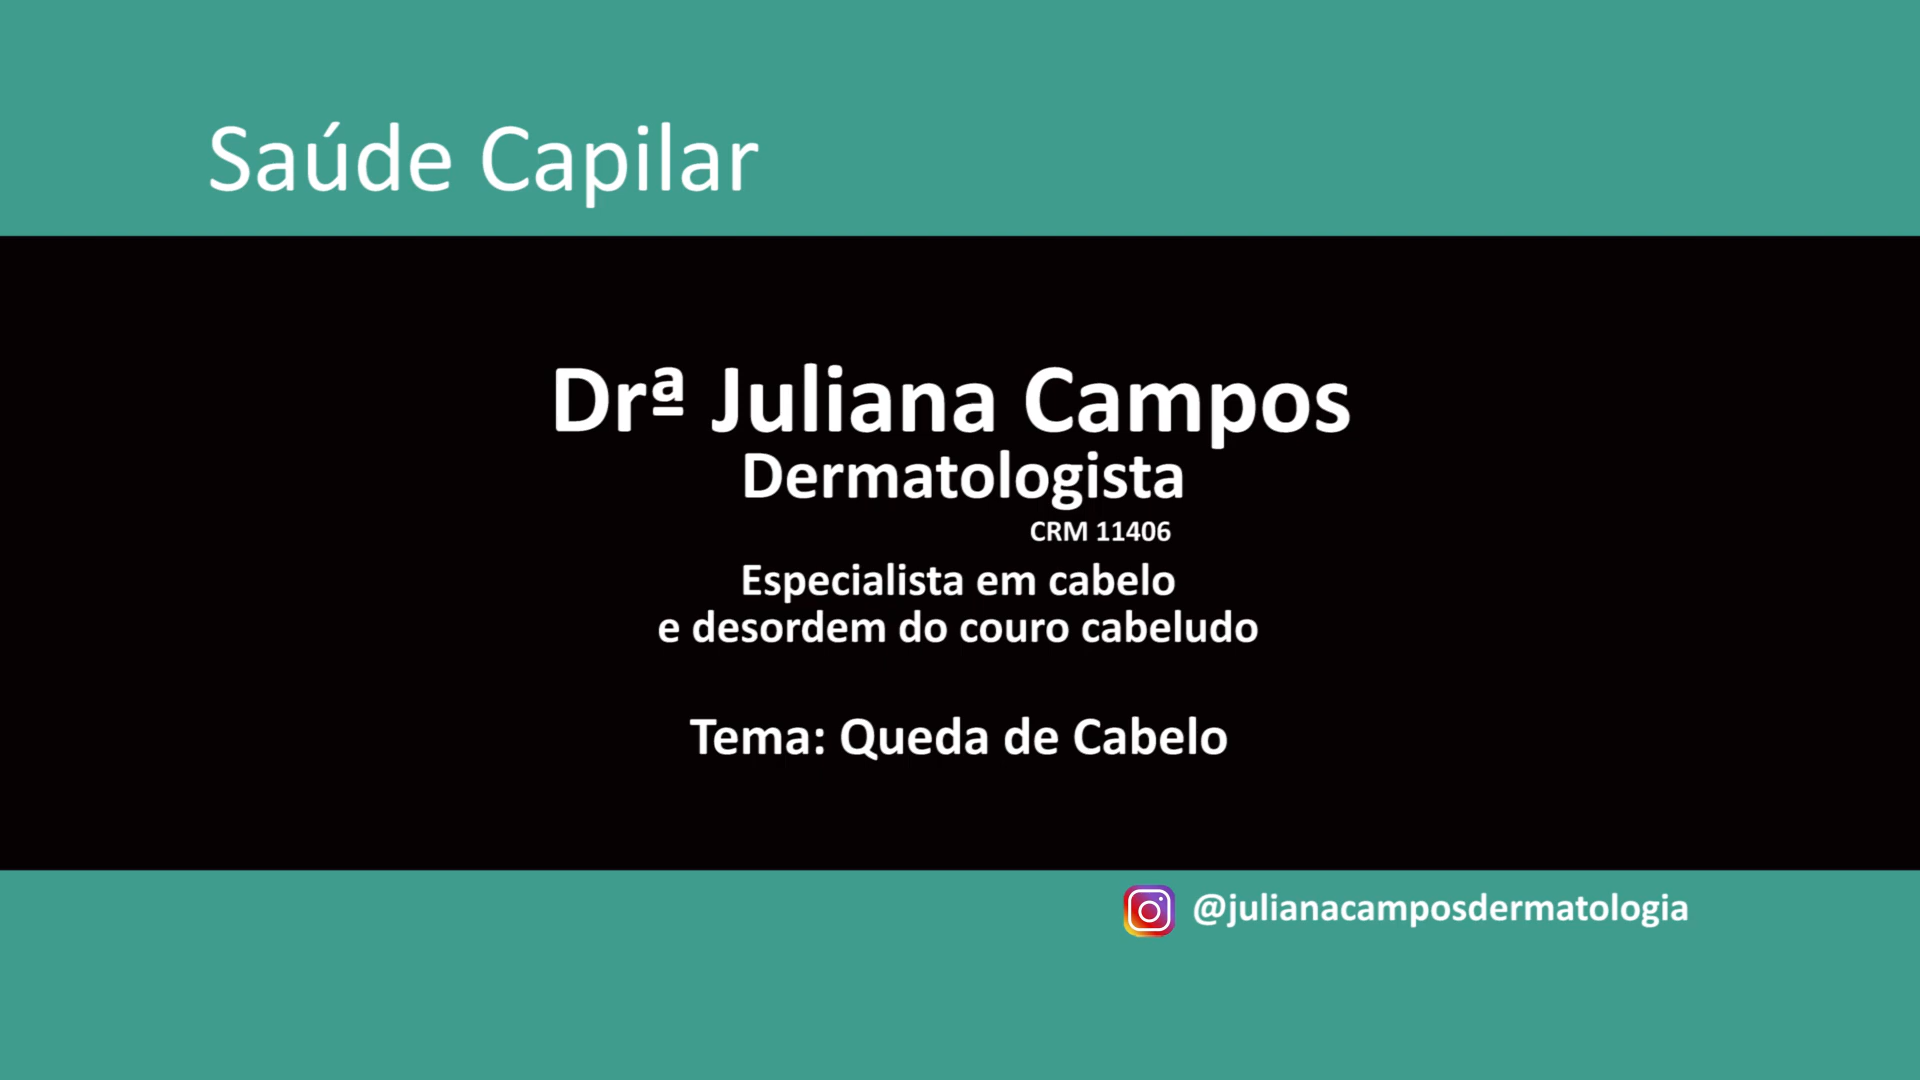 Saúde Capilar
Drª Juliana Campos
Dermatologista
CRM 11406
Especialista em cabelo
e desordem do couro cabeludo
Tema: Queda de Cabelo
@julianacamposdermatologia